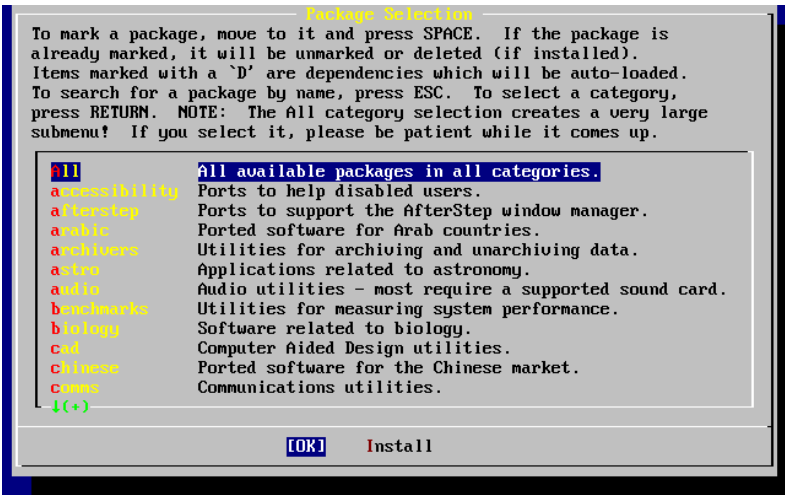 Package Selection
To mark a package, move to it and press SPACE.  If the package is
already marked, it will be unmarked or deleted (if installed).
Items marked with a `D' are dependencies which will be auto-loaded.
To search for a package by name, press ESC.  To select a category,
press RETURN.  NOTE:  The All category selection creates a very large
submenu!  If you select it, please be patient while it comes up.
All All available packages in all categories.
accessibility Ports to help disabled users.
afterstep Ports to support the AfterStep window manager.
arabic Ported software for Arab countries.
archivers Utilities for archiving and unarchiving data.
astro Applications related to astronomy.
audio Audio utilities - most require a supported sound card.
benchmarks Utilities for measuring system performance.
biology Software related to biology.
cad Computer Aided Design utilities.
chinese Ported software for the Chinese market.
comms Communications utilities.
↓(+)
[OK] Install